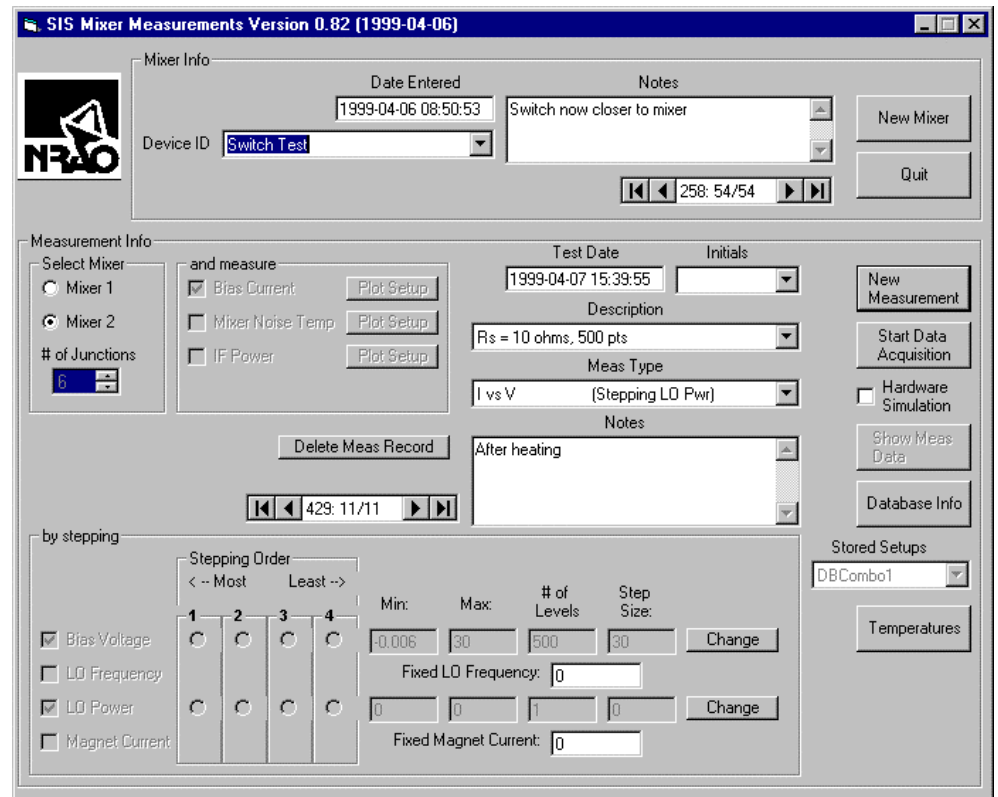 SIS Mixer Measurements Version 0.82 (1999-04-06)
Mixer Info
Date Entered
Notes
1999-04-06 08:50:53
Switch now closer to mixer
New Mixer
Device ID
Switch Test
NRAO
Quit
258: 54/54
Measurement Info
Select Mixer
and measure
Test Date
Initials
Mixer 1
Bias Current
Plot Setup
1999-04-07 15:39:55
New
Measurement
Mixer 2
Mixer Noise Temp
Plot Setup
Description
# of Junctions
IF Power
Plot Setup
Rs = 10 ohms, 500 pts
Start Data
Acquisition
6
Meas Type
I vs V (Stepping LO Pwr)
Hardware
Simulation
Notes
Delete Meas Record
After heating
Show Meas
Data
429: 11/11
Database Info
by stepping
Stored Setups
Stepping Order
DBCombo1
< -- Most Least -->
Min:
Max:
# of
Levels
Step
Size:
1 2 3 4
Temperatures
Bias Voltage
-0.006
30
500
30
Change
LO Frequency
Fixed LO Frequency:
0
LO Power
0
0
1
0
Change
Magnet Current
Fixed Magnet Current:
0